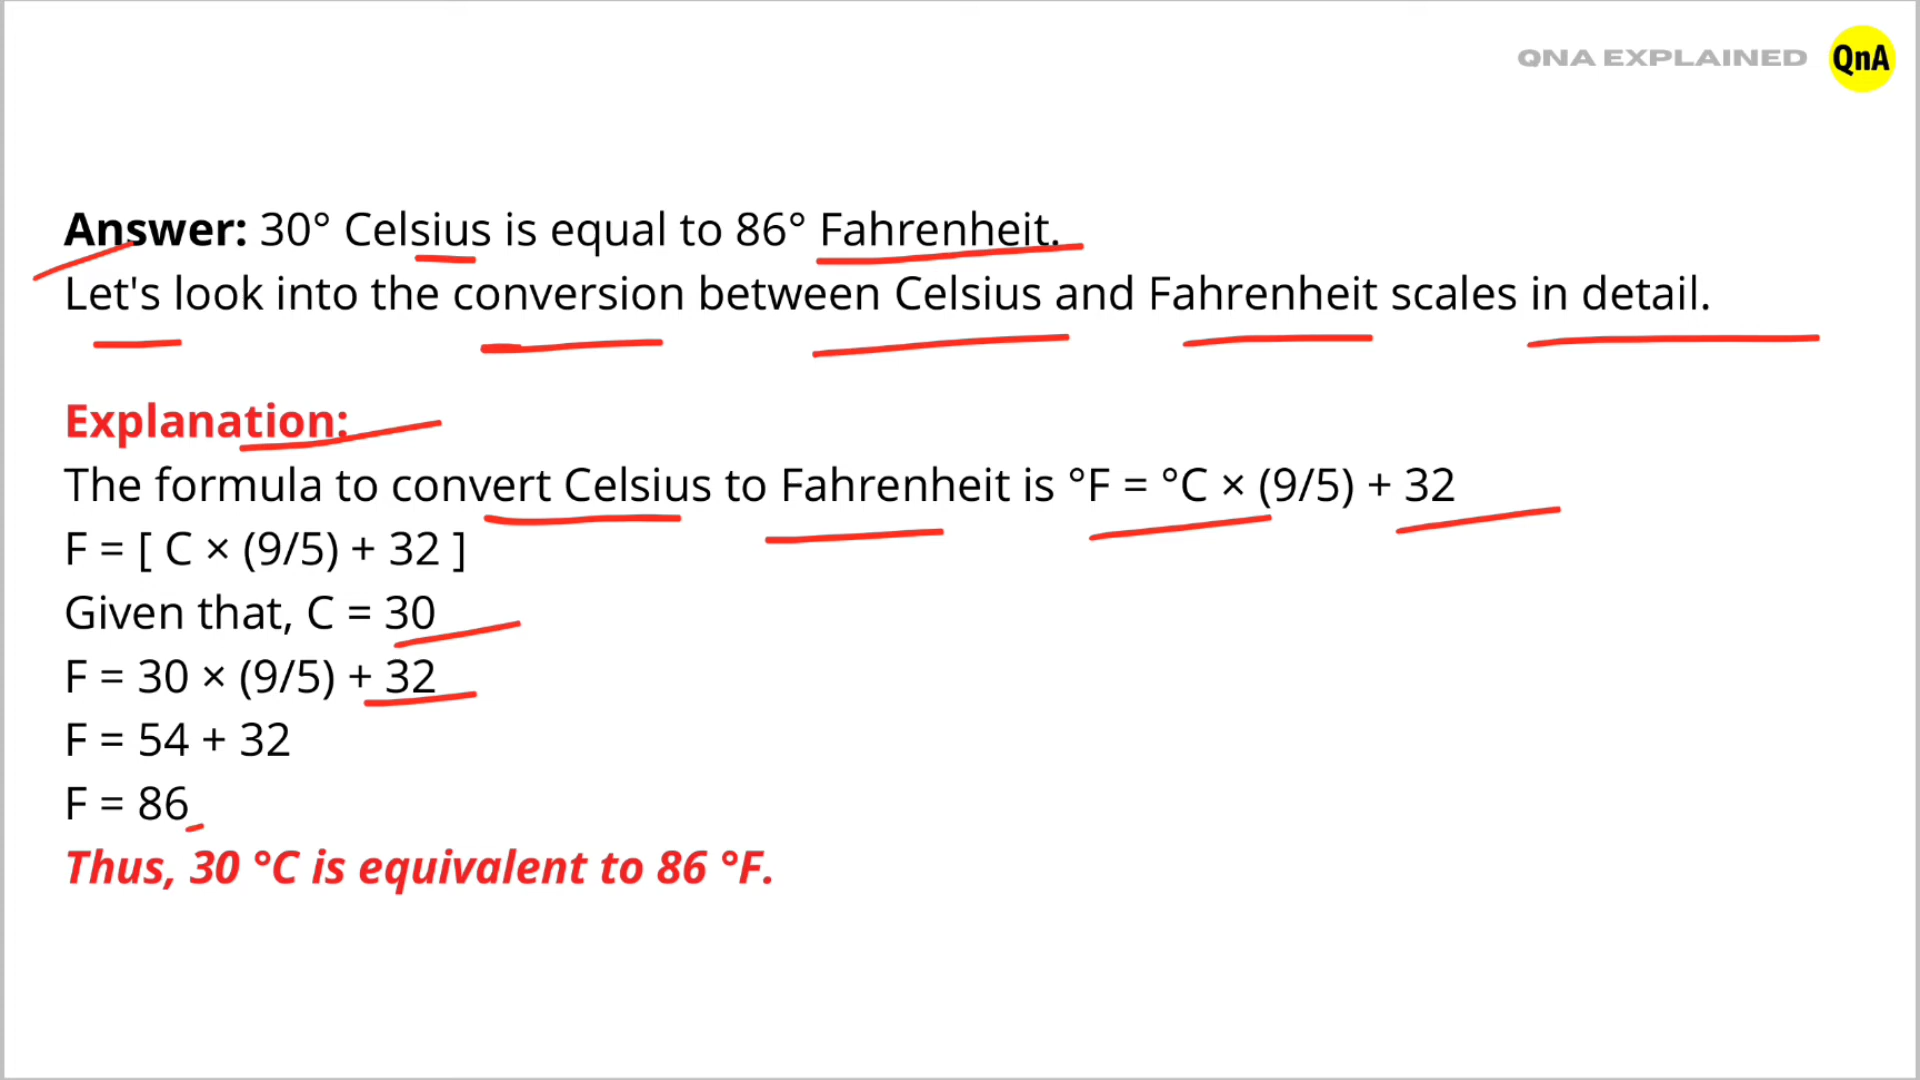 QNA EXPLAINED QnA
Answer: 30° Celsius is equal to 86° Fahrenheit.
Let's look into the conversion between Celsius and Fahrenheit scales in detail.
Explanation:
The formula to convert Celsius to Fahrenheit is °F = °C × (9/5) + 32
F = [ C × (9/5) + 32 ]
Given that, C = 30
F = 30 × (9/5) + 32
F = 54 + 32
F = 86
Thus, 30 °C is equivalent to 86 °F.